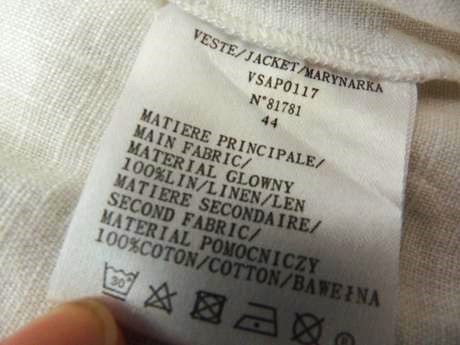 VESTE/JACKET/MARYNARKA
VSAP0117
N°81781
44
MATIERE PRINCIPALE/
MAIN FABRIC/
MATERIAL GLOWNY
100%LIN/LINEN/LEN
MATIERE SECONDAIRE/
SECOND FABRIC/
MATERIAL POMOCNICZY
100%COTON/COTTON/BAWEŁNA
30°